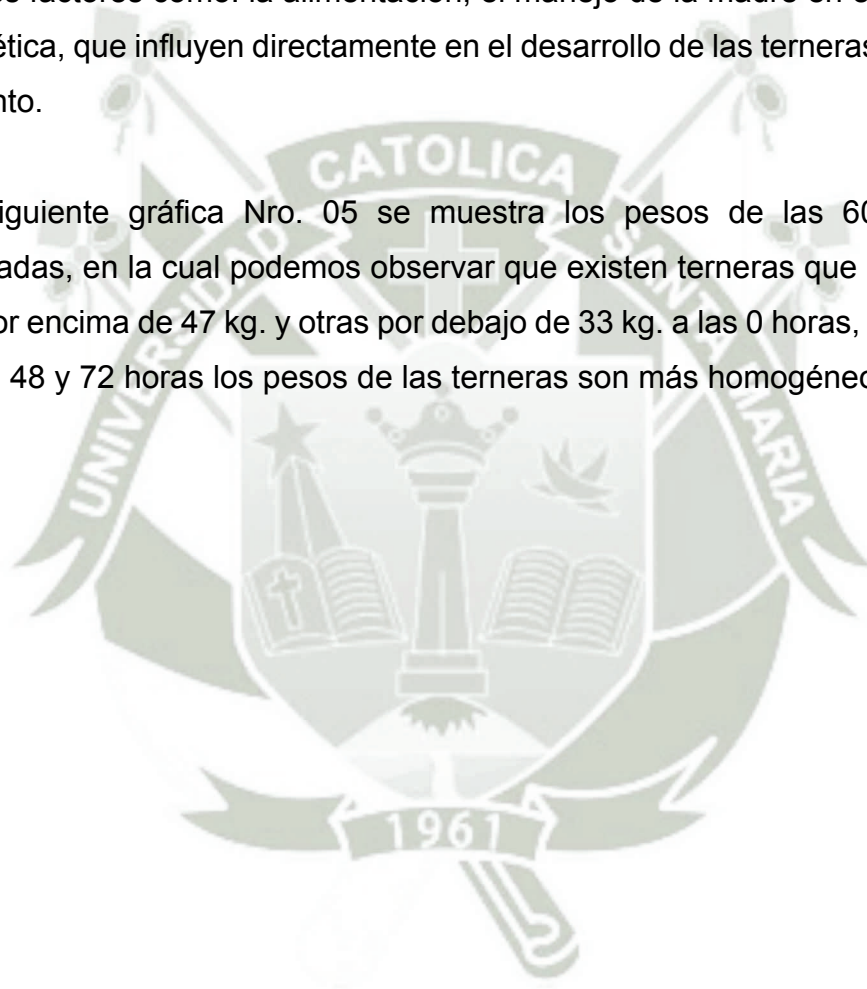 factores como: la alimentación, el manejo de la madre en
ética, que influyen directamente en el desarrollo de las terneras
nto.
iguiente gráfica Nro. 05 se muestra los pesos de las 60
adas, en la cual podemos observar que existen terneras que
or encima de 47 kg. y otras por debajo de 33 kg. a las 0 horas,
48 y 72 horas los pesos de las terneras son más homogéneo
UNIVERSIDAD CATOLICA SANTA MARIA
1961